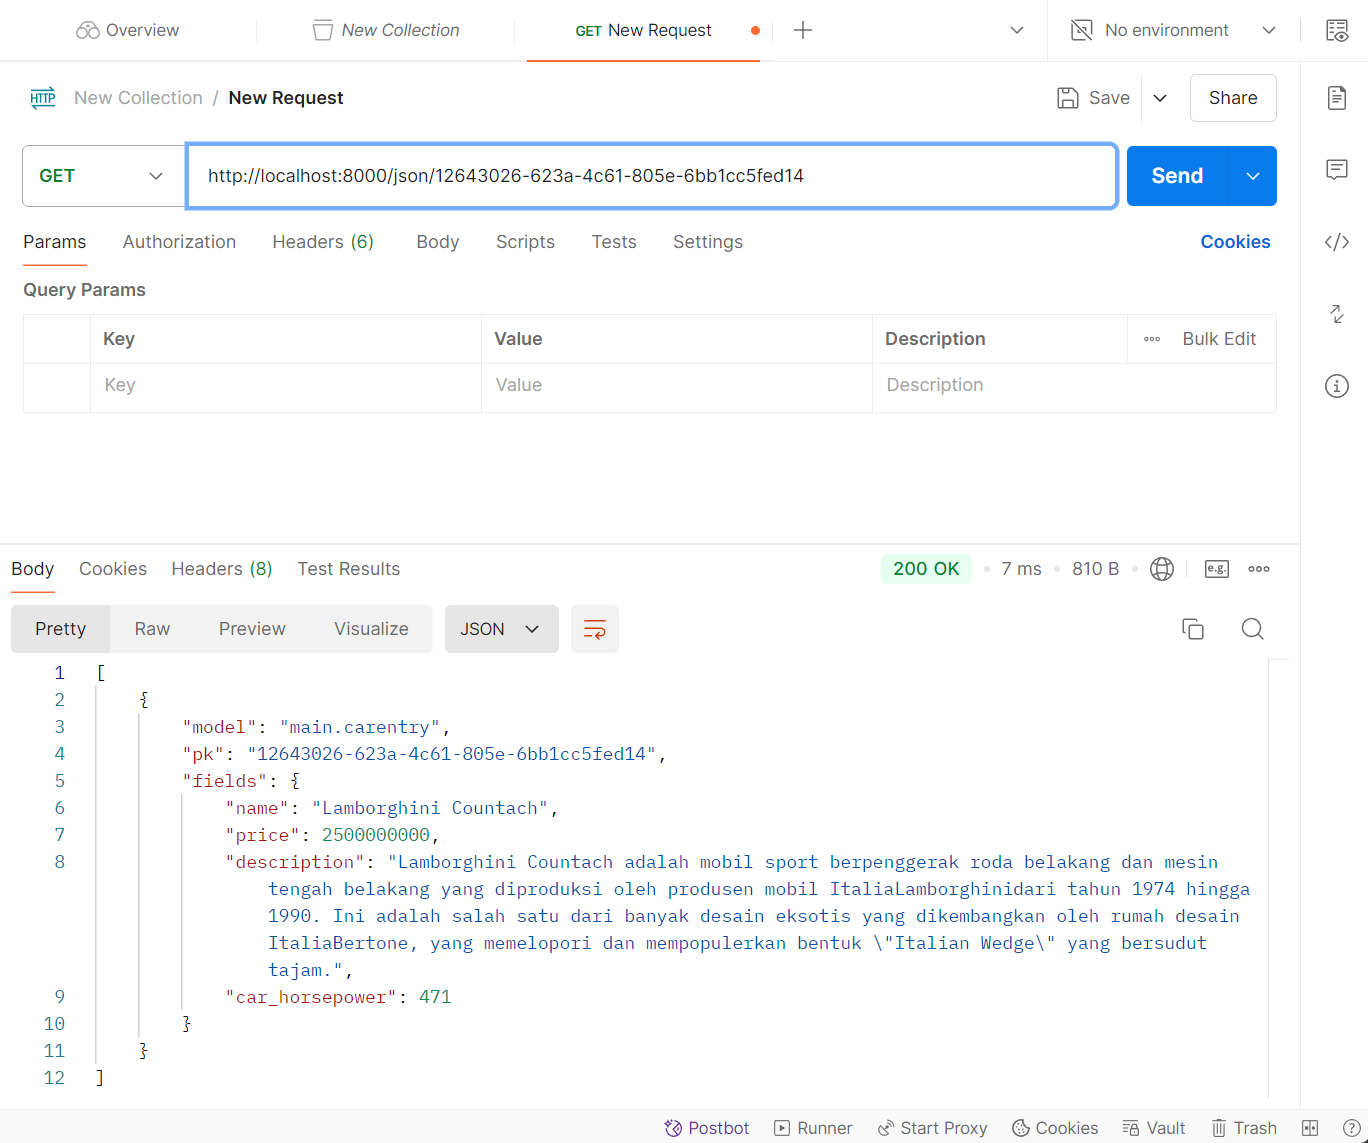 Overview
New Collection
GET New Request
No environment
HTTP New Collection / New Request
Save
Share
GET
http://localhost:8000/json/12643026-623a-4c61-805e-6bb1cc5fed14
Send
Params Authorization Headers (6) Body Scripts Tests Settings Cookies
Query Params
Key Value Description Bulk Edit
Key Value Description
Body Cookies Headers (8) Test Results 200 OK 7 ms 810 B e.g.
Pretty Raw Preview Visualize JSON
1 [
2 {
3 "model": "main.carentry",
4 "pk": "12643026-623a-4c61-805e-6bb1cc5fed14",
5 "fields": {
6 "name": "Lamborghini Countach",
7 "price": 2500000000,
8 "description": "Lamborghini Countach adalah mobil sport berpenggerak roda belakang dan mesin
tengah belakang yang diproduksi oleh produsen mobil ItaliaLamborghinidari tahun 1974 hingga
1990. Ini adalah salah satu dari banyak desain eksotis yang dikembangkan oleh rumah desain
ItaliaBertone, yang memelopori dan mempopulerkan bentuk \"Italian Wedge\" yang bersudut
tajam.",
9 "car_horsepower": 471
10 }
11 }
12 ]
Postbot Runner Start Proxy Cookies Vault Trash